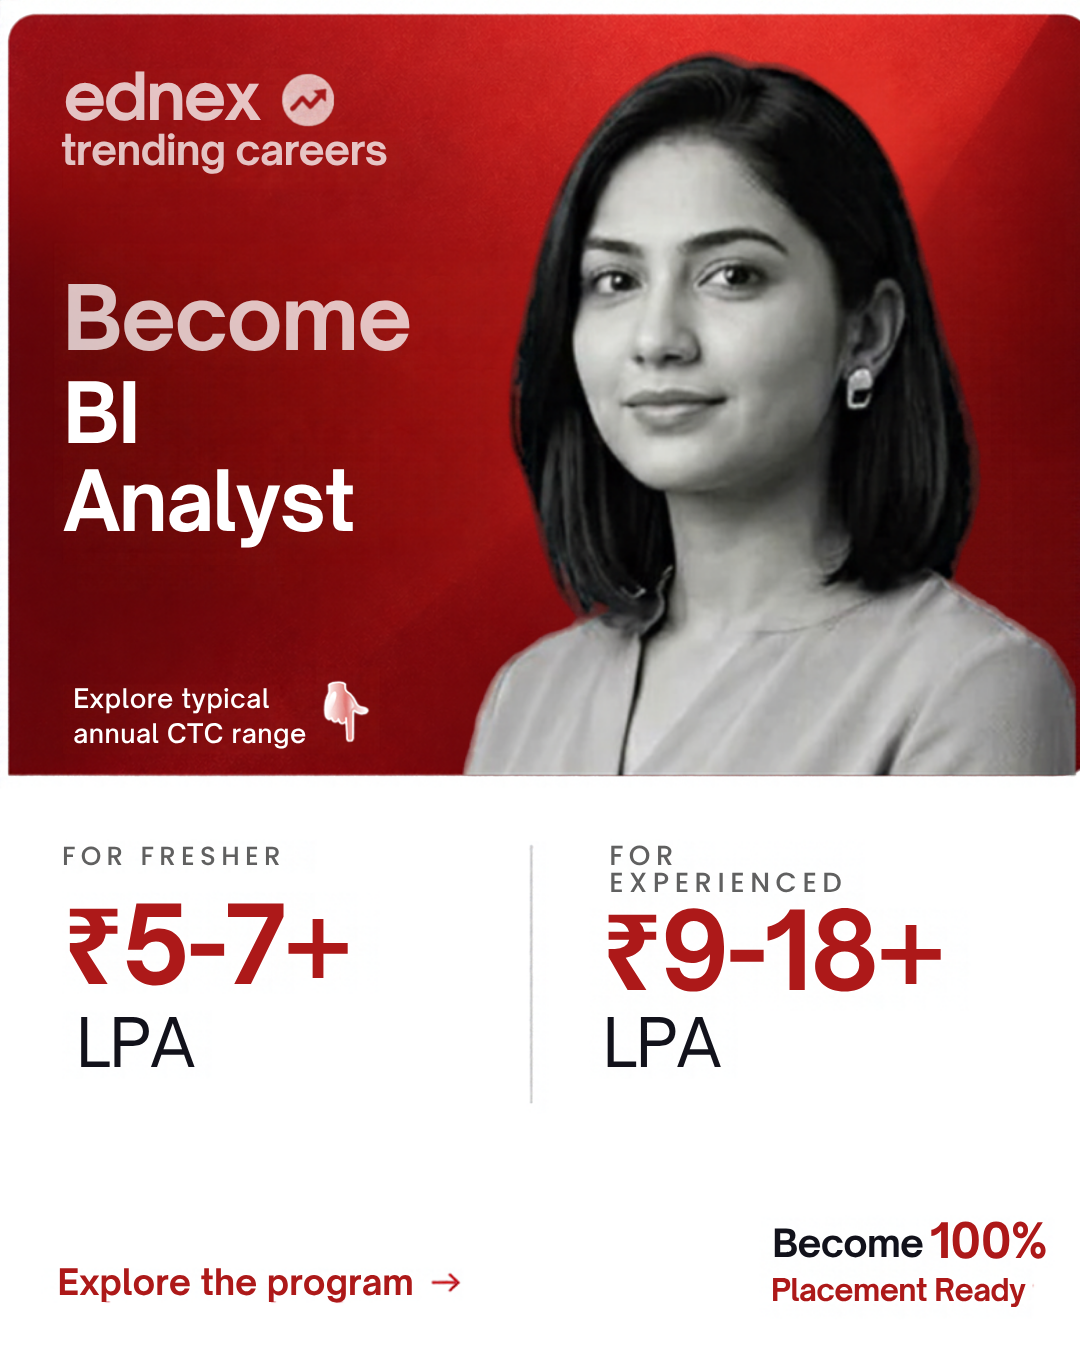 ednex
trending careers
Become
BI
Analyst
Explore typical
annual CTC range
FOR FRESHER
₹5-7+
LPA
FOR
EXPERIENCED
₹9-18+
LPA
Explore the program →
Become 100%
Placement Ready